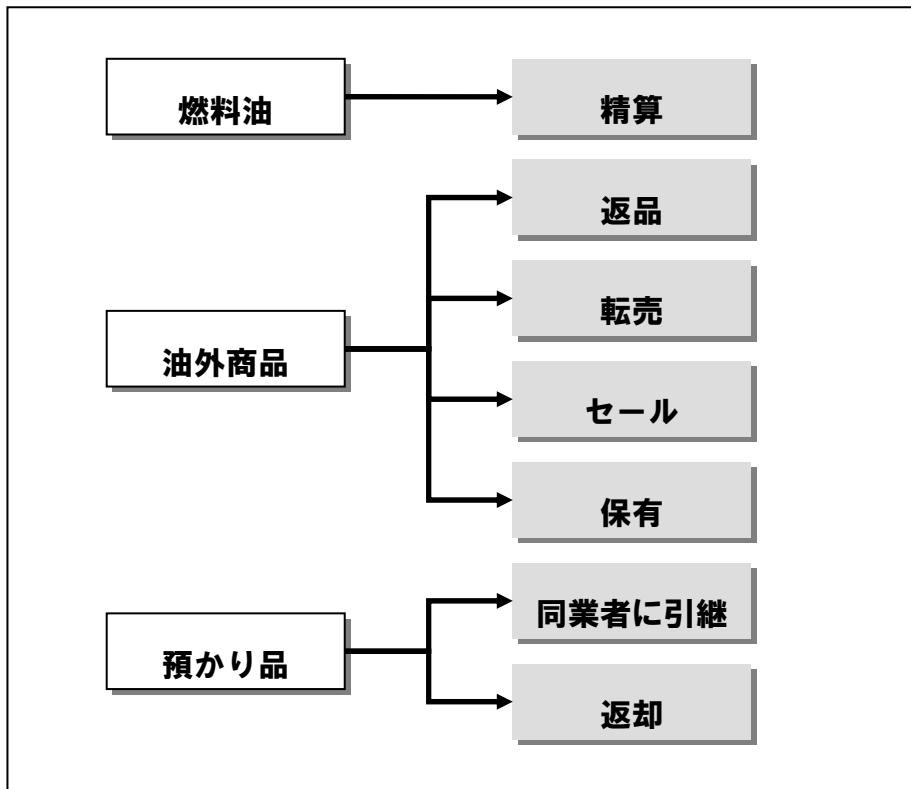 燃料油
精算
返品
転売
油外商品
セール
保有
同業者に引継
預かり品
返却